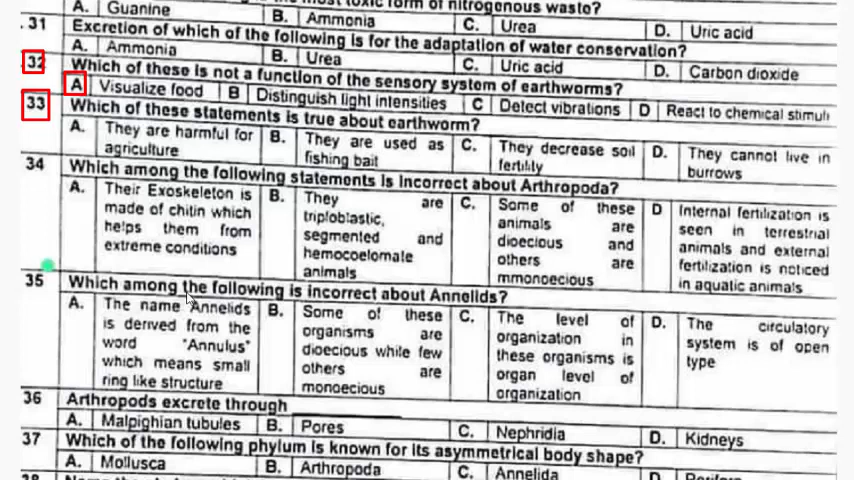 most toxic form of nitrogenous waste?
A. Guanine B. Ammonia C. Urea D. Uric acid
31 Excretion of which of the following is for the adaptation of water conservation?
A. Ammonia B. Urea C. Uric acid D. Carbon dioxide
32 Which of these is not a function of the sensory system of earthworms?
A Visualize food B Distinguish light intensities C Detect vibrations D React to chemical stimuli
33 Which of these statements is true about earthworm?
A. They are harmful for B. They are used as C. They decrease soil D. They cannot live in
agriculture fishing bait fertility burrows
34 Which among the following statements is incorrect about Arthropoda?
A. Their Exoskeleton is B. They are C. Some of these D Internal fertilization is
made of chitin which triploblastic, animals are seen in terrestrial
helps them from segmented and dioecious and animals and external
extreme conditions hemocoelomate others are fertilization is noticed
animals mmonoecious in aquatic animals
35 Which among the following is incorrect about Annelids?
A. The name Annelids B. Some of these C. The level of D. The circulatory
is derived from the organisms are organization in system is of open
word "Annulus" dioecious while few these organisms is type
which means small others are organ level of
ring like structure monoecious organization
36 Arthropods excrete through
A. Malpighian tubules B. Pores C. Nephridia D. Kidneys
37 Which of the following phylum is known for its asymmetrical body shape?
A. Mollusca B. Arthropoda C. Annelida D.